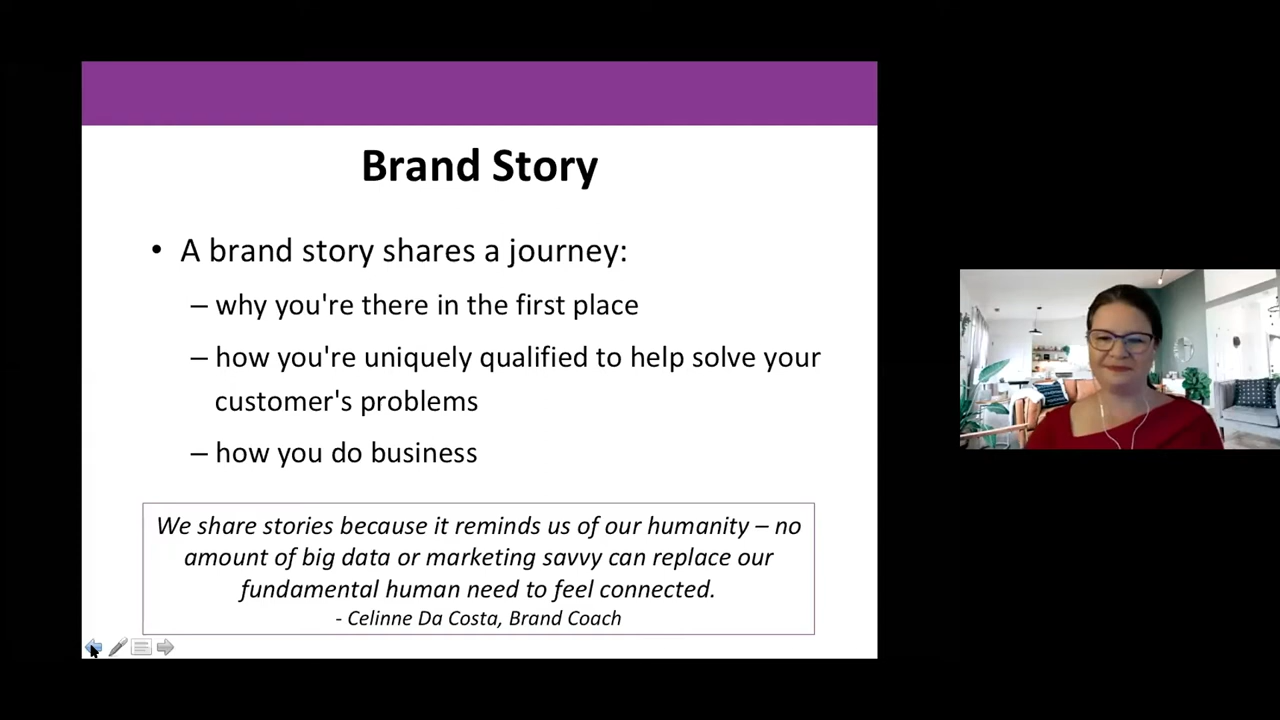 Brand Story
• A brand story shares a journey:
– why you're there in the first place
– how you're uniquely qualified to help solve your
customer's problems
– how you do business
We share stories because it reminds us of our humanity – no
amount of big data or marketing savvy can replace our
fundamental human need to feel connected.
- Celinne Da Costa, Brand Coach